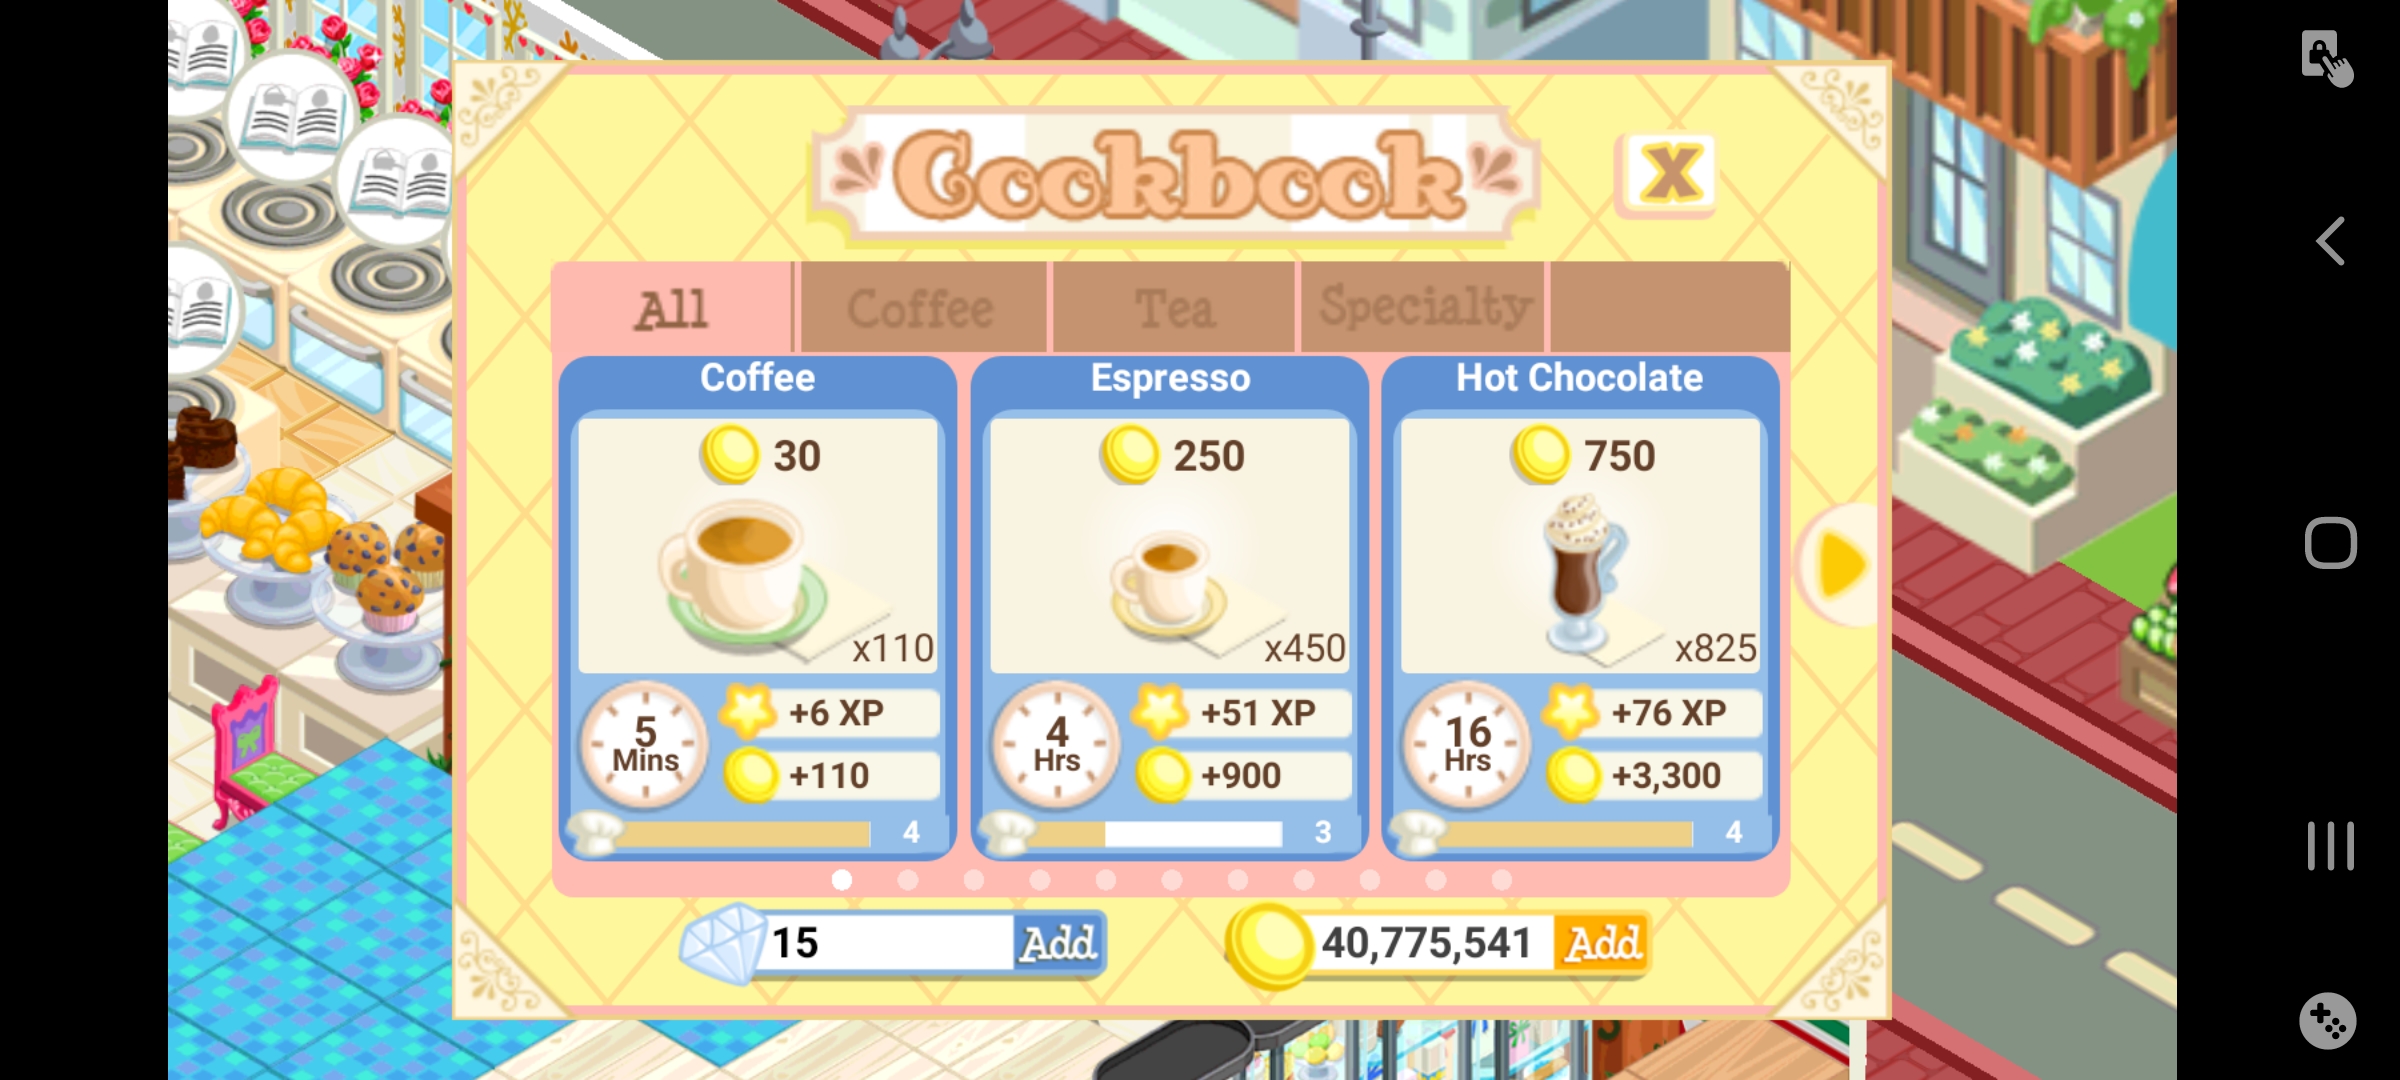 Cookbook
X
All
Coffee
Tea
Specialty
Coffee
30
x110
5
Mins
+6 XP
+110
4
Espresso
250
x450
4
Hrs
+51 XP
+900
3
Hot Chocolate
750
x825
16
Hrs
+76 XP
+3,300
4
15
Add
40,775,541
Add